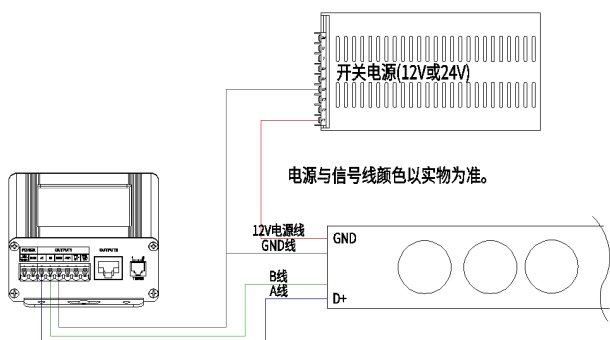 开关电源(12V或24V)
电源与信号线颜色以实物为准。
12V电源线
GND线
GND
B线
A线
D+
POWER
OUTPUT1
OUTPUT2